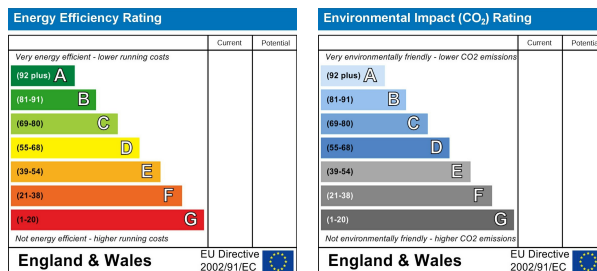 Energy Efficiency Rating
Current Potential
Very energy efficient - lower running costs
(92 plus) A
(81-91) B
(69-80) C
(55-68) D
(39-54) E
(21-38) F
(1-20) G
Not energy efficient - higher running costs
England & Wales
EU Directive
2002/91/EC
Environmental Impact (CO₂) Rating
Current Potential
Very environmentally friendly - lower CO2 emissions
(92 plus) A
(81-91) B
(69-80) C
(55-68) D
(39-54) E
(21-38) F
(1-20) G
Not environmentally friendly - higher CO2 emissions
England & Wales
EU Directive
2002/91/EC